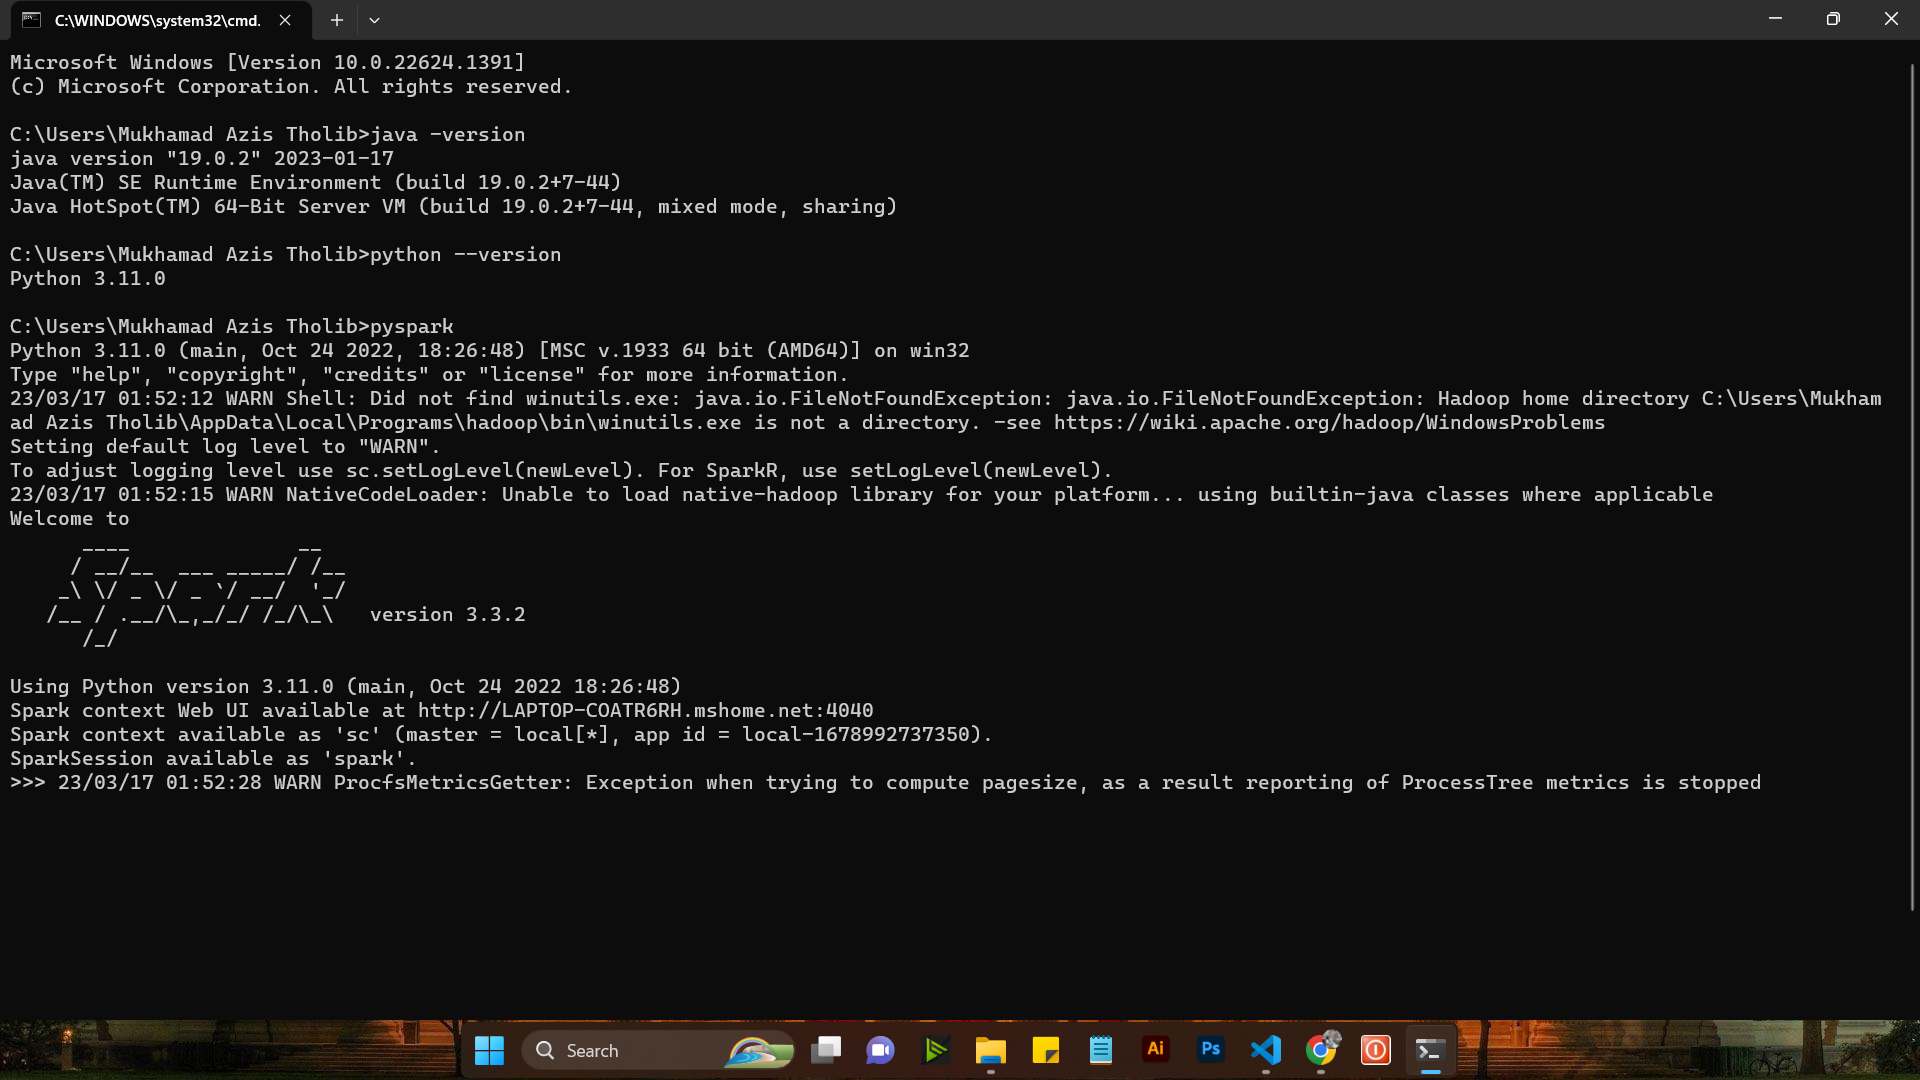 C:\WINDOWS\system32\cmd.
Microsoft Windows [Version 10.0.22624.1391]
(c) Microsoft Corporation. All rights reserved.
C:\Users\Mukhamad Azis Tholib>java -version
java version "19.0.2" 2023-01-17
Java(TM) SE Runtime Environment (build 19.0.2+7-44)
Java HotSpot(TM) 64-Bit Server VM (build 19.0.2+7-44, mixed mode, sharing)
C:\Users\Mukhamad Azis Tholib>python --version
Python 3.11.0
C:\Users\Mukhamad Azis Tholib>pyspark
Python 3.11.0 (main, Oct 24 2022, 18:26:48) [MSC v.1933 64 bit (AMD64)] on win32
Type "help", "copyright", "credits" or "license" for more information.
23/03/17 01:52:12 WARN Shell: Did not find winutils.exe: java.io.FileNotFoundException: java.io.FileNotFoundException: Hadoop home directory C:\Users\Mukham
ad Azis Tholib\AppData\Local\Programs\hadoop\bin\winutils.exe is not a directory. -see https://wiki.apache.org/hadoop/WindowsProblems
Setting default log level to "WARN".
To adjust logging level use sc.setLogLevel(newLevel). For SparkR, use setLogLevel(newLevel).
23/03/17 01:52:15 WARN NativeCodeLoader: Unable to load native-hadoop library for your platform... using builtin-java classes where applicable
Welcome to
      ____              __
     / __/__  ___ _____/ /__
    _\ \/ _ \/ _ `/ __/  '_/
   /__ / .__/\_,_/_/ /_/\_\   version 3.3.2
      /_/
Using Python version 3.11.0 (main, Oct 24 2022 18:26:48)
Spark context Web UI available at http://LAPTOP-COATR6RH.mshome.net:4040
Spark context available as 'sc' (master = local[*], app id = local-1678992737350).
SparkSession available as 'spark'.
>>> 23/03/17 01:52:28 WARN ProcfsMetricsGetter: Exception when trying to compute pagesize, as a result reporting of ProcessTree metrics is stopped
Search
Ai
Ps